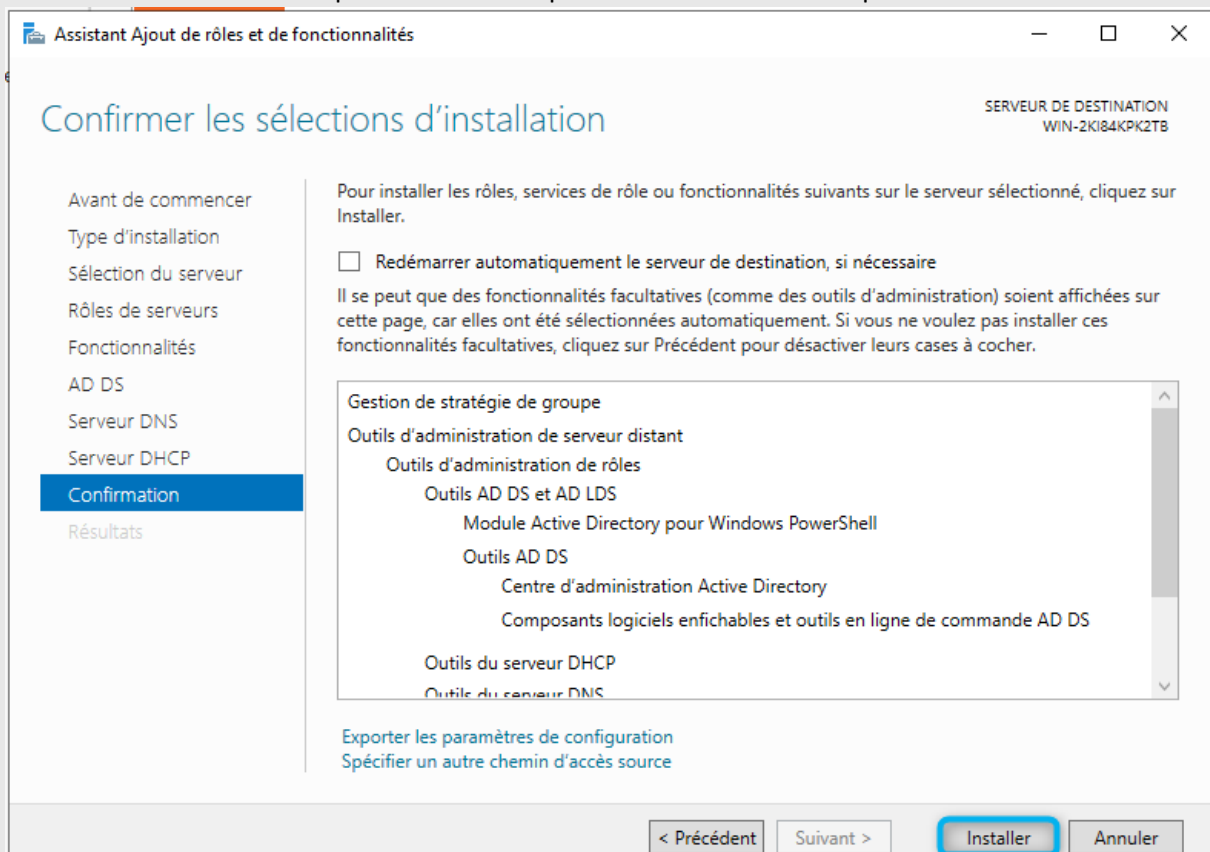 Assistant Ajout de rôles et de fonctionnalités
Confirmer les sélections d'installation
SERVEUR DE DESTINATION
WIN-2KI84KPK2TB
Avant de commencer
Type d'installation
Sélection du serveur
Rôles de serveurs
Fonctionnalités
AD DS
Serveur DNS
Serveur DHCP
Confirmation
Résultats
Pour installer les rôles, services de rôle ou fonctionnalités suivants sur le serveur sélectionné, cliquez sur
Installer.
Redémarrer automatiquement le serveur de destination, si nécessaire
Il se peut que des fonctionnalités facultatives (comme des outils d'administration) soient affichées sur
cette page, car elles ont été sélectionnées automatiquement. Si vous ne voulez pas installer ces
fonctionnalités facultatives, cliquez sur Précédent pour désactiver leurs cases à cocher.
Gestion de stratégie de groupe
Outils d'administration de serveur distant
Outils d'administration de rôles
Outils AD DS et AD LDS
Module Active Directory pour Windows PowerShell
Outils AD DS
Centre d'administration Active Directory
Composants logiciels enfichables et outils en ligne de commande AD DS
Outils du serveur DHCP
Outils du serveur DNS
Exporter les paramètres de configuration
Spécifier un autre chemin d'accès source
< Précédent
Suivant >
Installer
Annuler